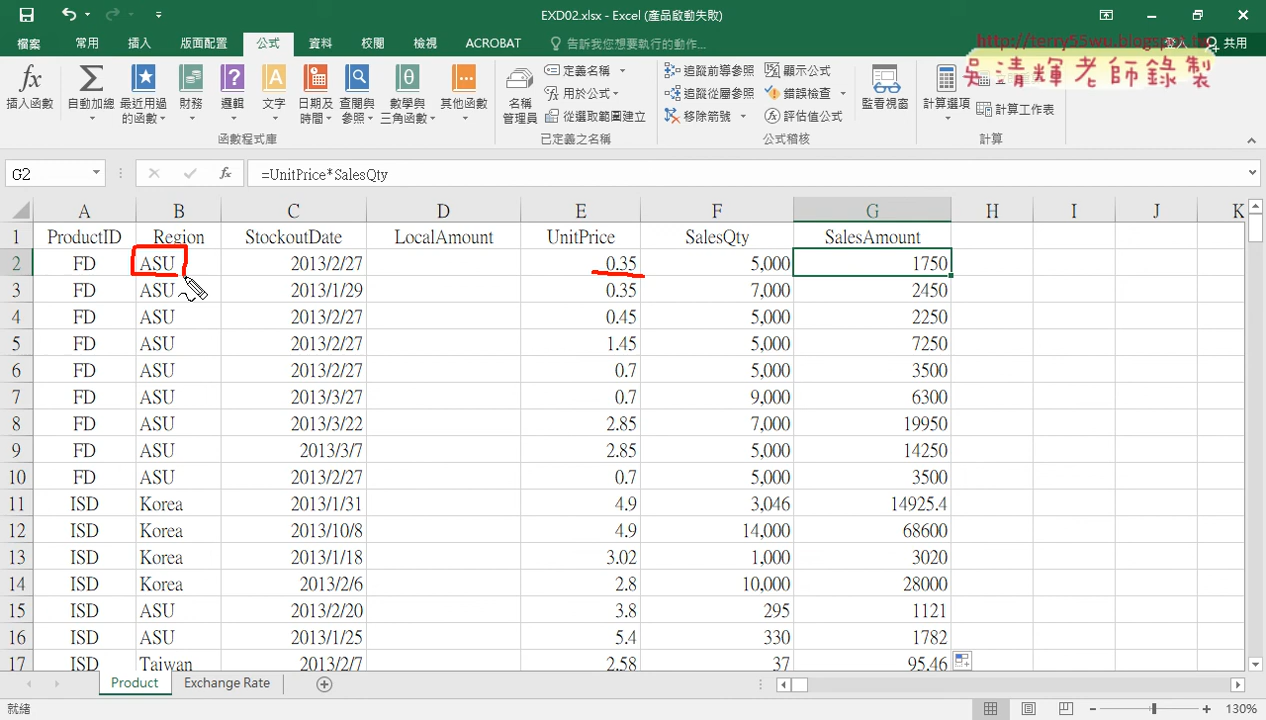 EXD02.xlsx - Excel (產品啟動失敗)
檔案 常用 插入 版面配置 公式 資料 校閱 檢視 ACROBAT 告訴我您想要執行的動作... 登入 共用
http://terry55wu.blogspot.tw
吳清輝老師錄製
插入函數 自動加總 最近用過的函數 財務 邏輯 文字 日期及時間 查閱與參照 數學與三角函數 其他函數 名稱管理員 定義名稱 用於公式 從選取範圍建立 追蹤前導參照 追蹤從屬參照 移除箭號 顯示公式 錯誤檢查 評估值公式 監看視窗 計算選項 計算工作表
函數程式庫 已定義之名稱 公式稽核 計算
G2 fx =UnitPrice*SalesQty
A B C D E F G H I J K
1 ProductID Region StockoutDate LocalAmount UnitPrice SalesQty SalesAmount
2 FD ASU 2013/2/27 0.35 5,000 1750
3 FD ASU 2013/1/29 0.35 7,000 2450
4 FD ASU 2013/2/27 0.45 5,000 2250
5 FD ASU 2013/2/27 1.45 5,000 7250
6 FD ASU 2013/2/27 0.7 5,000 3500
7 FD ASU 2013/3/27 0.7 9,000 6300
8 FD ASU 2013/3/22 2.85 7,000 19950
9 FD ASU 2013/3/7 2.85 5,000 14250
10 FD ASU 2013/2/27 0.7 5,000 3500
11 ISD Korea 2013/1/31 4.9 3,046 14925.4
12 ISD Korea 2013/10/8 4.9 14,000 68600
13 ISD Korea 2013/1/18 3.02 1,000 3020
14 ISD Korea 2013/2/6 2.8 10,000 28000
15 ISD ASU 2013/2/20 3.8 295 1121
16 ISD ASU 2013/1/25 5.4 330 1782
17 ISD Taiwan 2013/2/7 2.58 37 95.46
Product Exchange Rate
就緒 130%